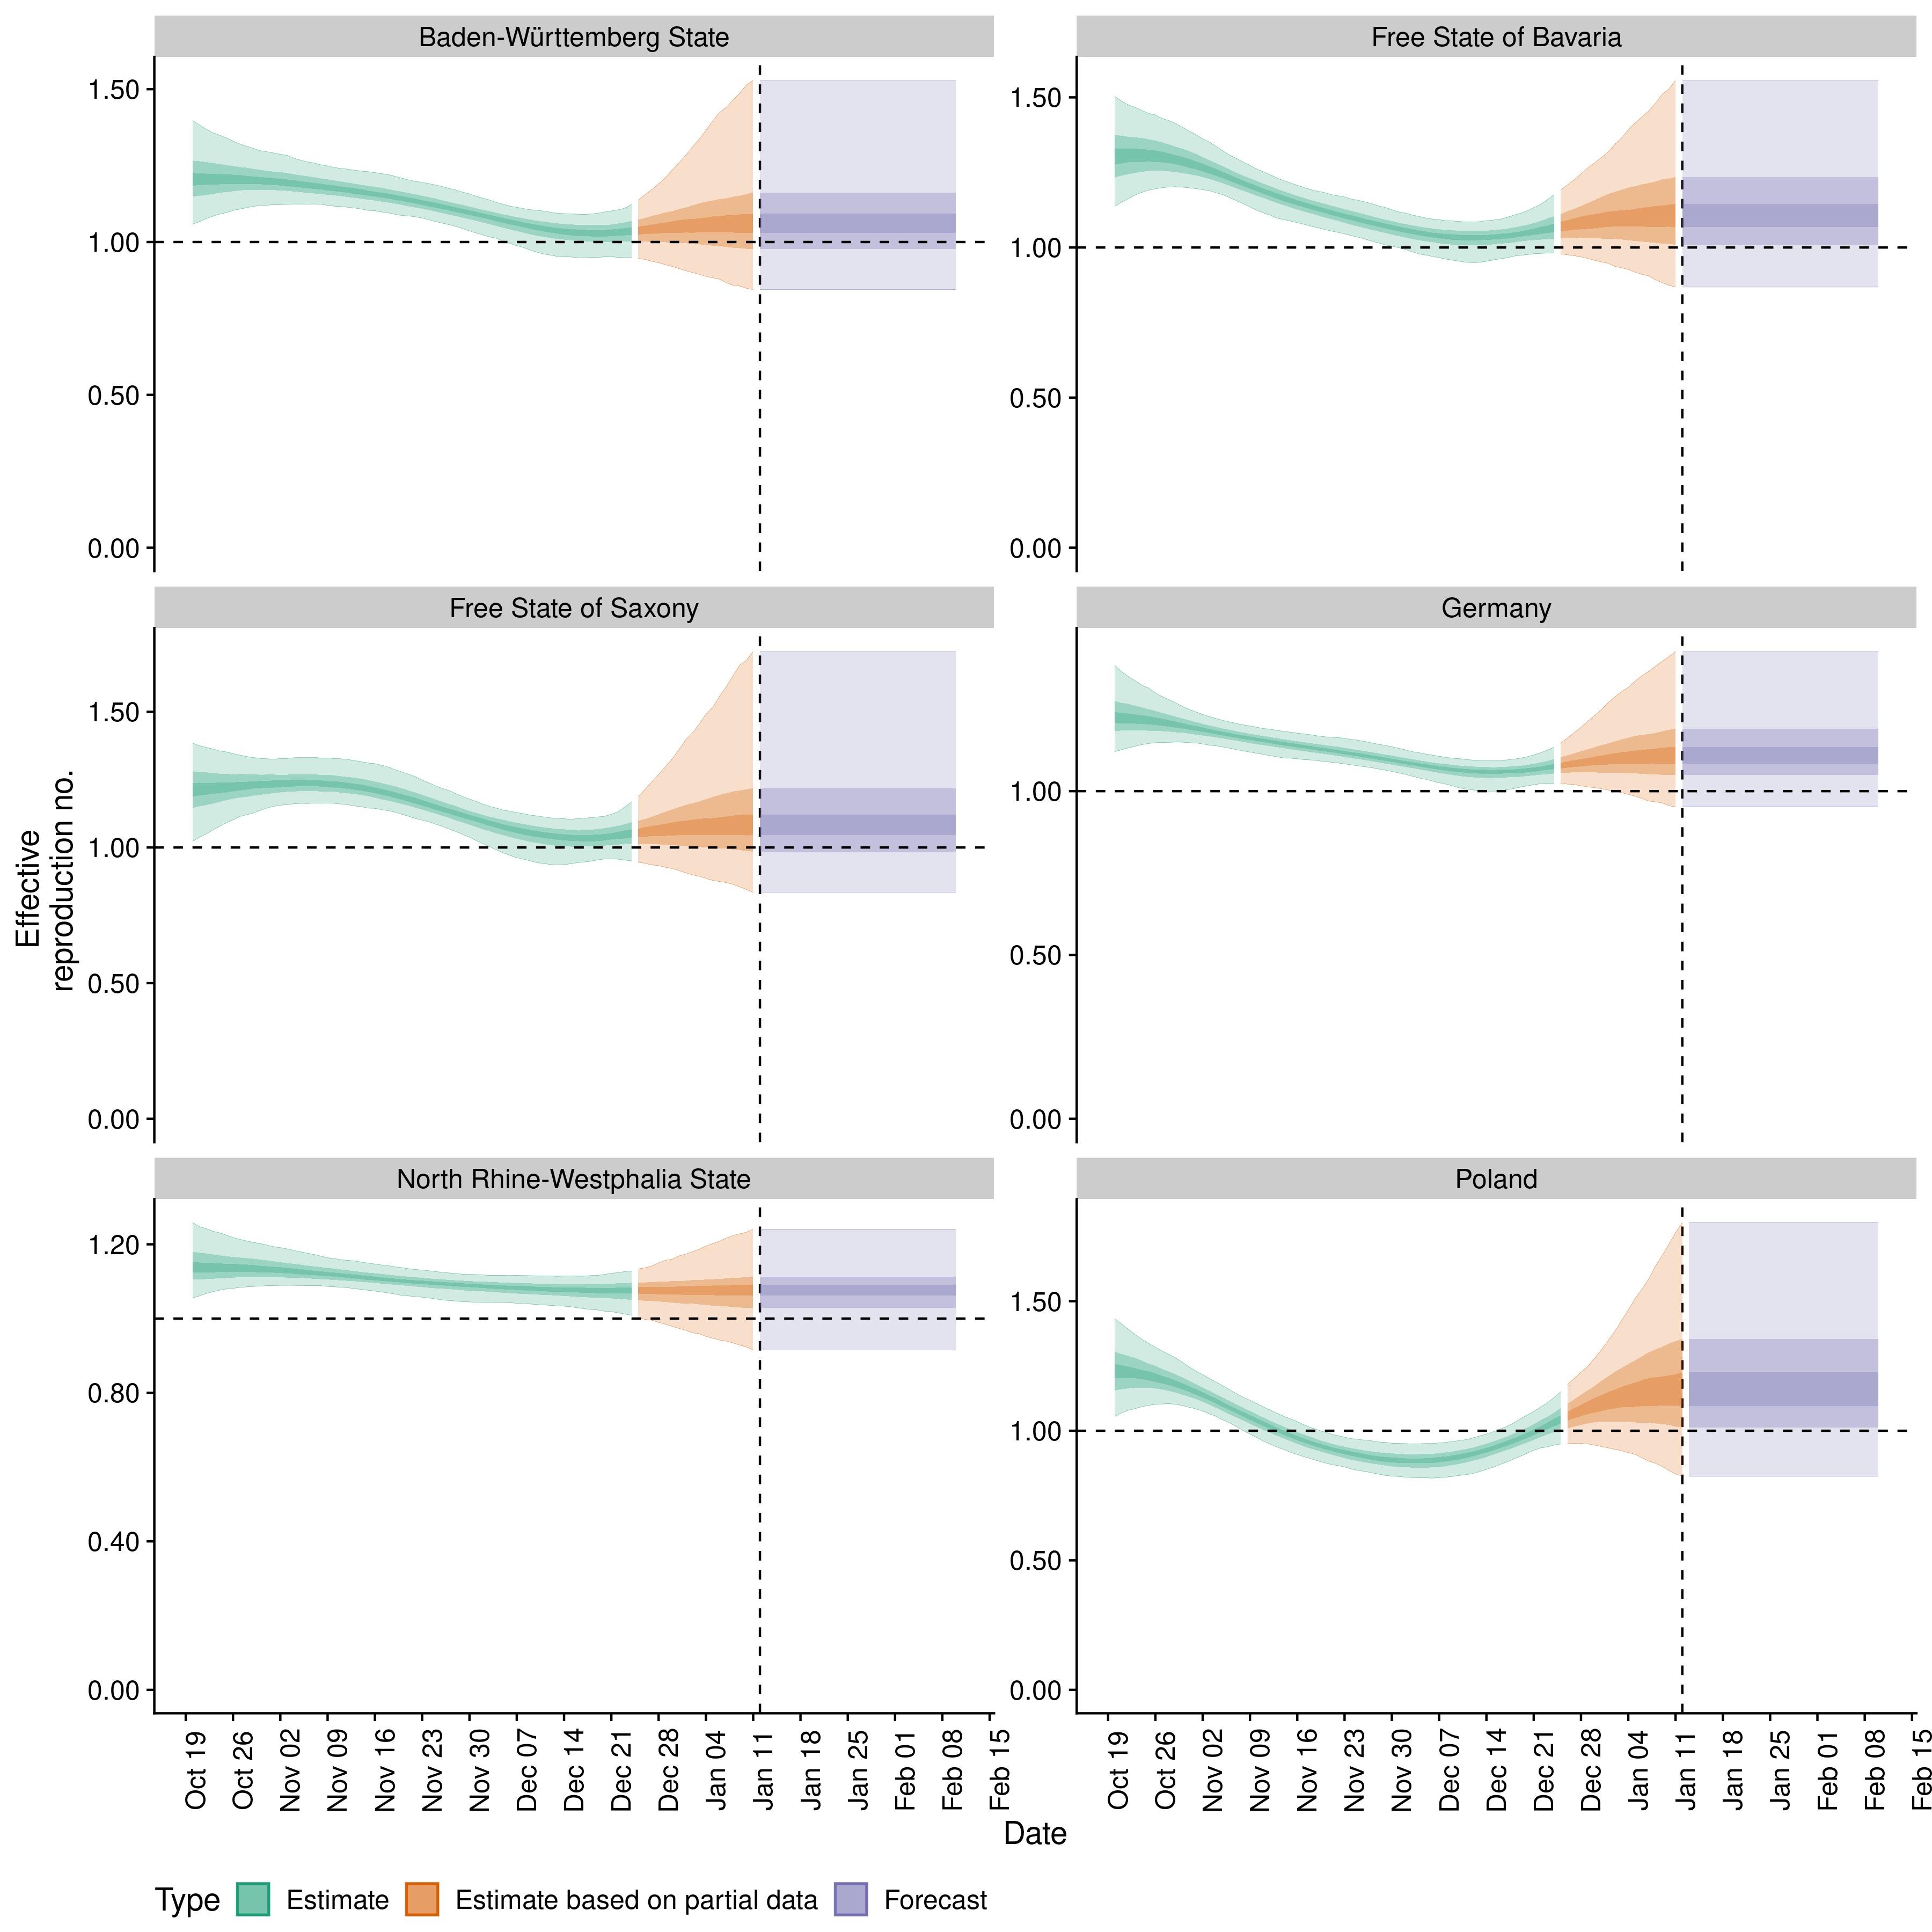 Baden-Württemberg State
Free State of Bavaria
1.50
1.00
0.50
0.00
1.50
1.00
0.50
0.00
Free State of Saxony
Germany
1.50
1.00
0.50
0.00
1.00
0.50
0.00
Effective
reproduction no.
North Rhine-Westphalia State
Poland
1.20
0.80
0.40
0.00
1.50
1.00
0.50
0.00
Oct 19 Oct 26 Nov 02 Nov 09 Nov 16 Nov 23 Nov 30 Dec 07 Dec 14 Dec 21 Dec 28 Jan 04 Jan 11 Jan 18 Jan 25 Feb 01 Feb 08 Feb 15
Oct 19 Oct 26 Nov 02 Nov 09 Nov 16 Nov 23 Nov 30 Dec 07 Dec 14 Dec 21 Dec 28 Jan 04 Jan 11 Jan 18 Jan 25 Feb 01 Feb 08 Feb 15
Date
Type Estimate Estimate based on partial data Forecast